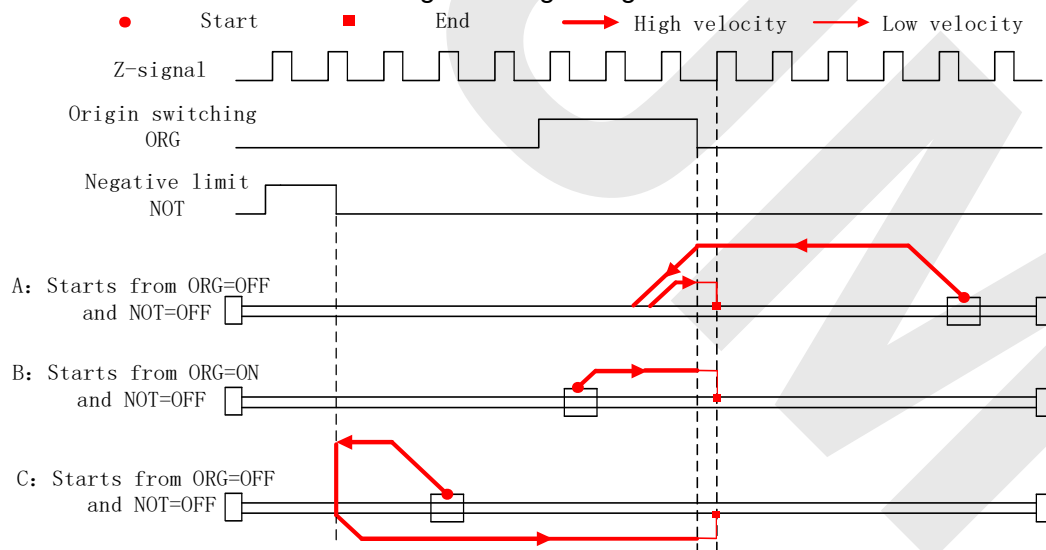 Start End High velocity Low velocity
Z-signal
Origin switching
ORG
Negative limit
NOT
A: Starts from ORG=OFF
and NOT=OFF
B: Starts from ORG=ON
and NOT=OFF
C: Starts from ORG=OFF
and NOT=OFF